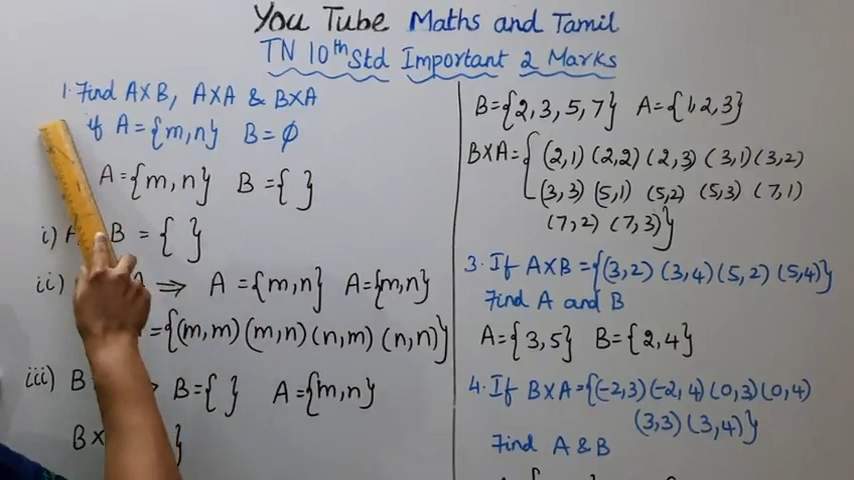 You Tube Maths and Tamil
TN 10th Std Important 2 Marks
1. Find A×B, A×A & B×A
if A={m,n} B=∅
A={m,n} B={ }
i) B = { }
ii) ⇒ A={m,n} A={m,n}
={(m,m)(m,n)(n,m)(n,n)}
iii) B B={ } A={m,n}
B× }
B={2,3,5,7} A={1,2,3}
B×A={(2,1)(2,2)(2,3)(3,1)(3,2)
(3,3)(5,1)(5,2)(5,3)(7,1)
(7,2)(7,3)}
3. If A×B={(3,2)(3,4)(5,2)(5,4)}
Find A and B
A={3,5} B={2,4}
4. If B×A={(-2,3)(-2,4)(0,3)(0,4)
(3,3)(3,4)}
Find A & B